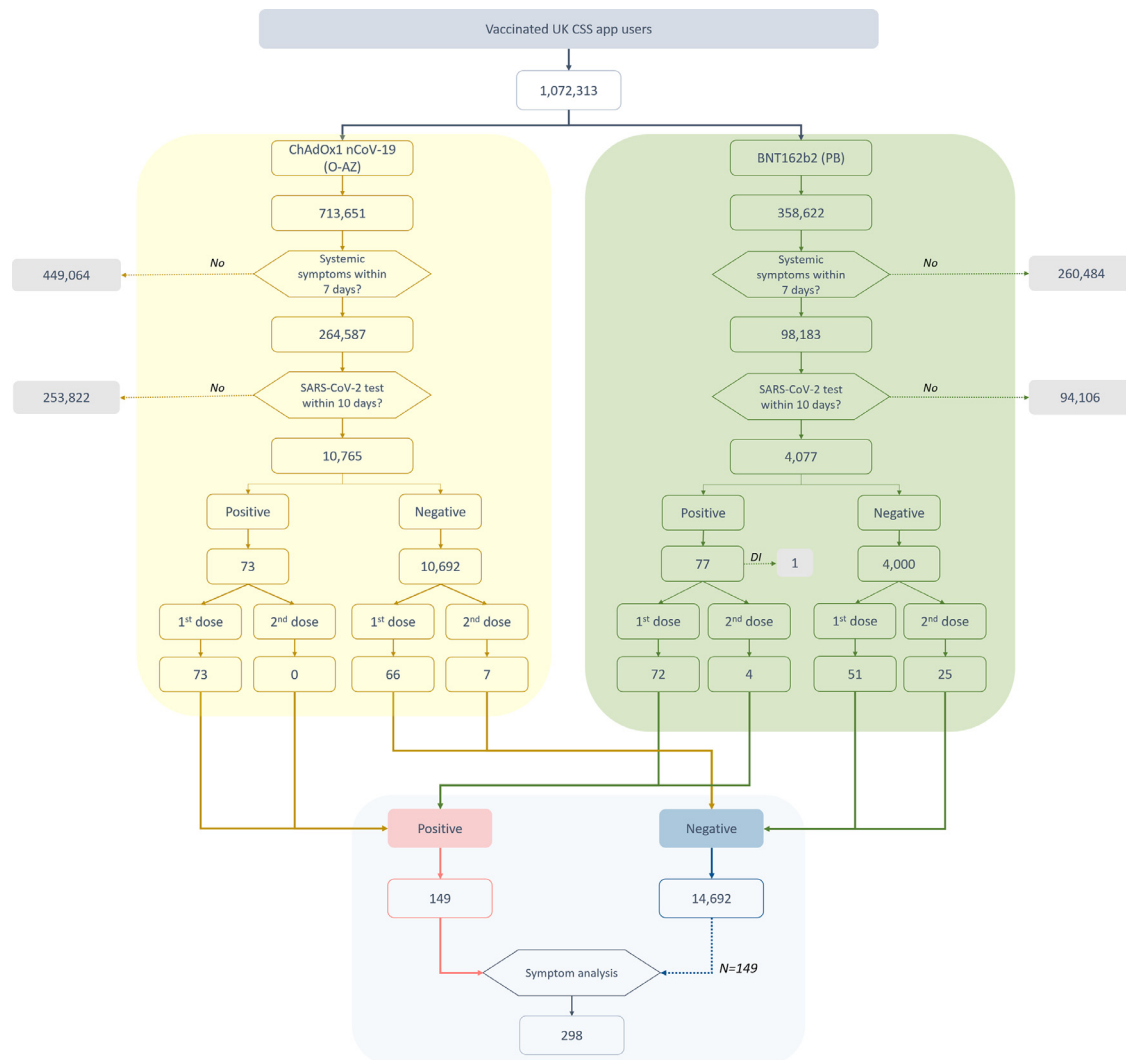 Vaccinated UK CSS app users
1,072,313
ChAdOx1 nCoV-19
(O-AZ)
BNT162b2 (PB)
713,651
358,622
449,064
No
Systemic
symptoms within
7 days?
Systemic
symptoms within
7 days?
No
260,484
264,587
98,183
253,822
No
SARS-CoV-2 test
within 10 days?
SARS-CoV-2 test
within 10 days?
No
94,106
10,765
4,077
Positive
Negative
Positive
Negative
73
10,692
77
DI
1
4,000
1st dose
2nd dose
1st dose
2nd dose
1st dose
2nd dose
1st dose
2nd dose
73
0
66
7
72
4
51
25
Positive
Negative
149
14,692
Symptom analysis
N=149
298